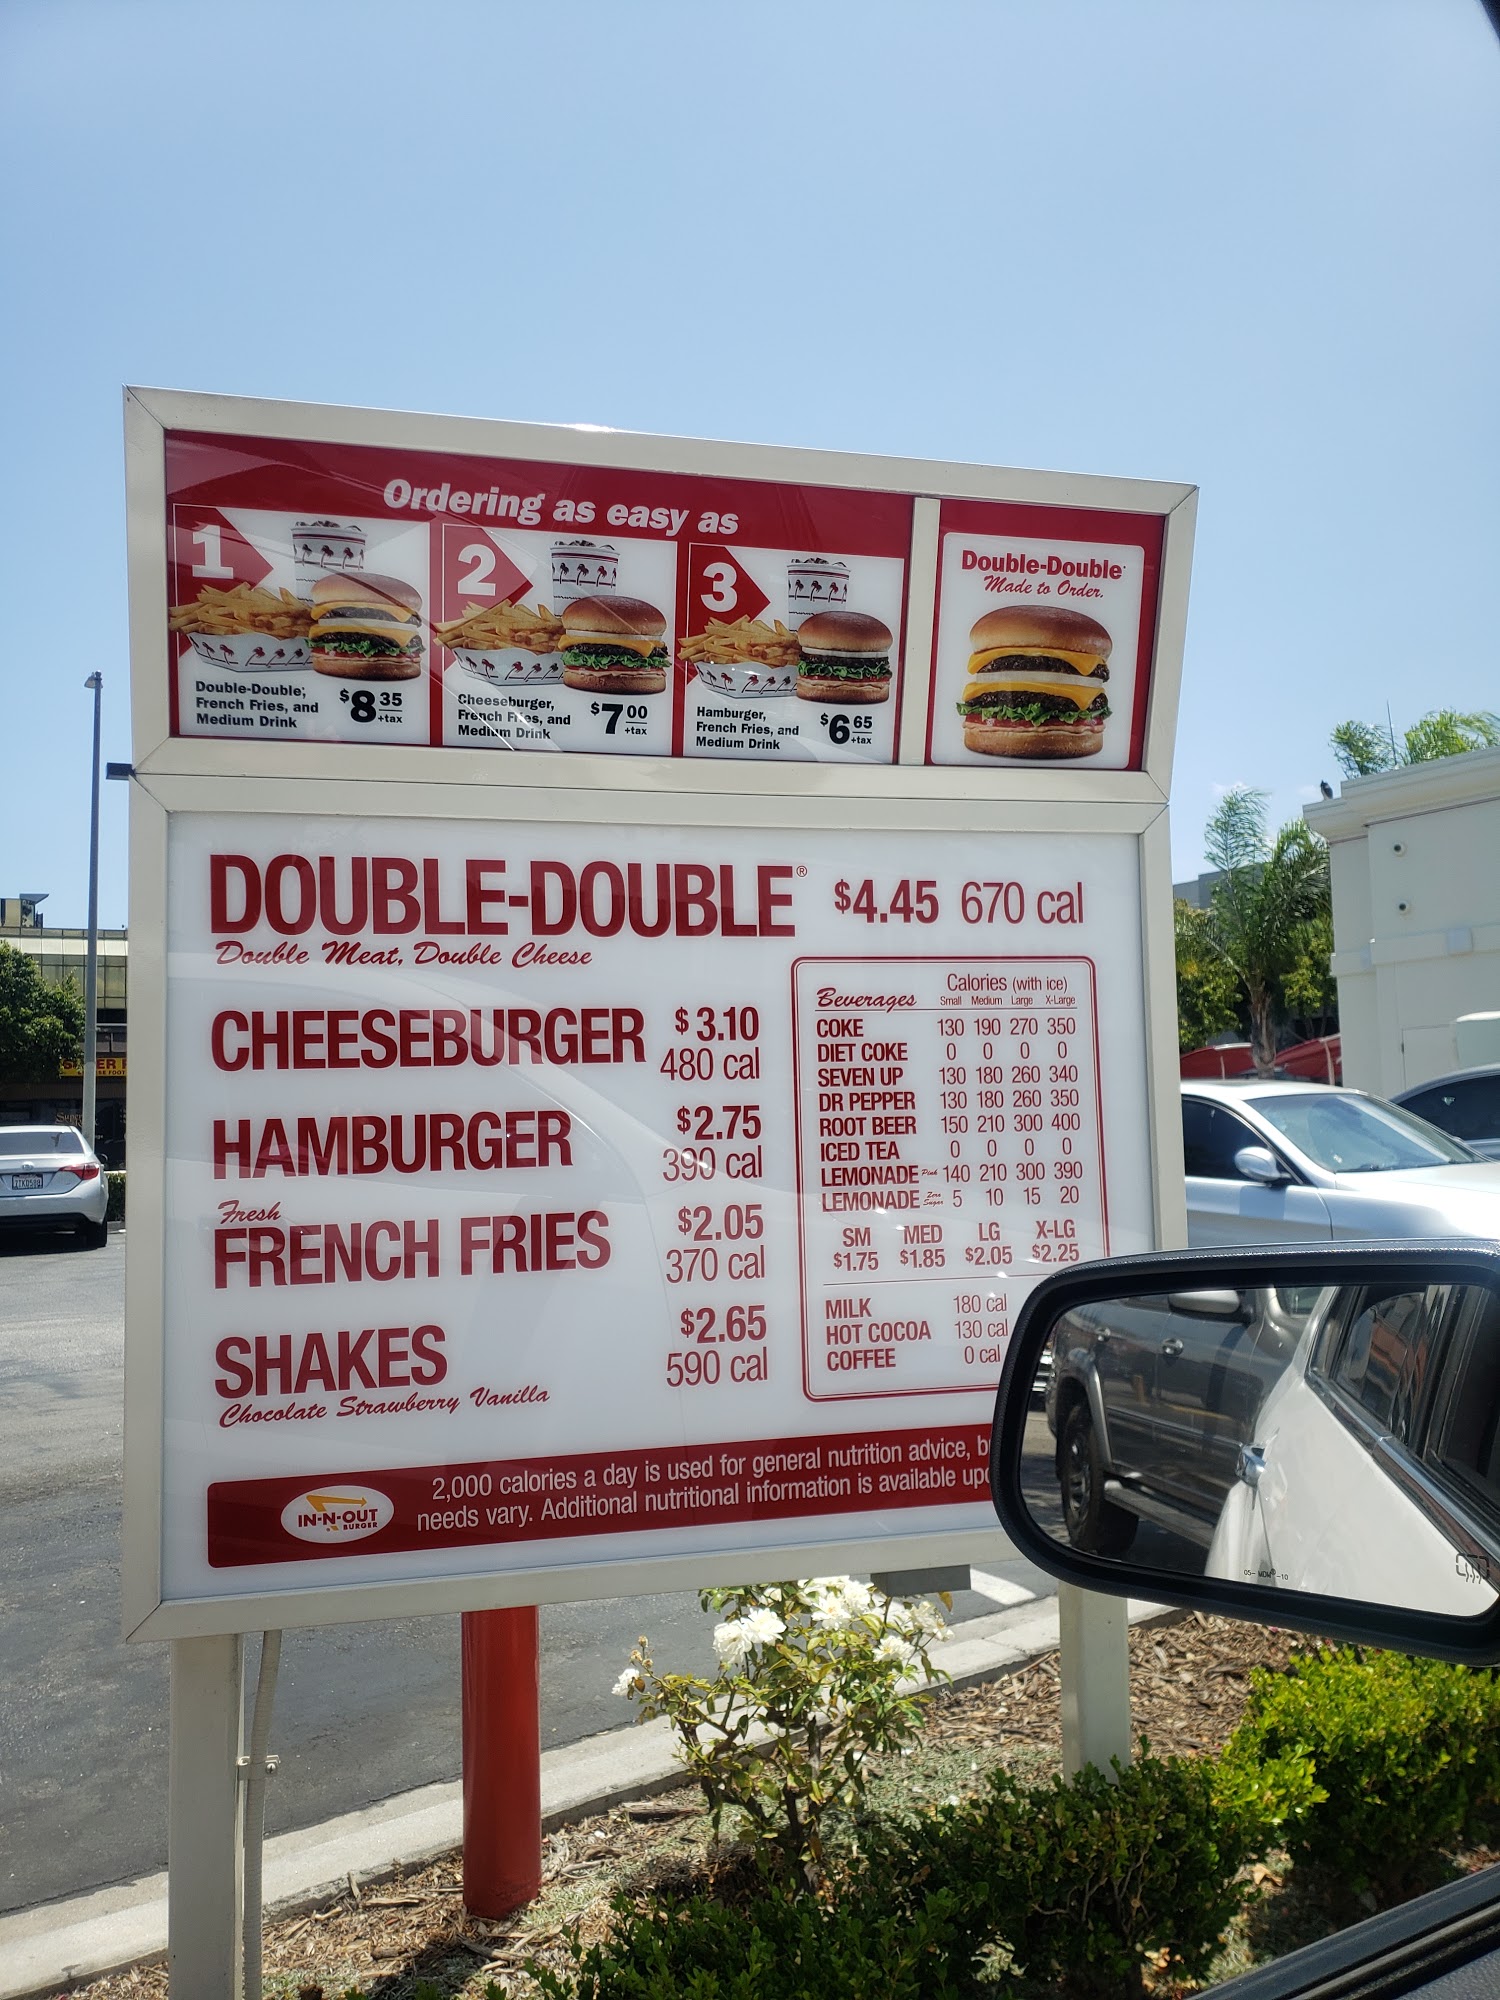 Ordering as easy as
1
Double-Double,
French Fries, and
Medium Drink
$8 35
+tax
2
Cheeseburger,
French Fries, and
Medium Drink
$7 00
+tax
3
Hamburger,
French Fries, and
Medium Drink
$6 65
+tax
Double-Double
Made to Order.
DOUBLE-DOUBLE® $4.45 670 cal
Double Meat, Double Cheese
CHEESEBURGER $3.10
480 cal
HAMBURGER $2.75
390 cal
Fresh
FRENCH FRIES $2.05
370 cal
SHAKES $2.65
590 cal
Chocolate Strawberry Vanilla
Calories (with ice)
Beverages Small Medium Large X-Large
COKE 130 190 270 350
DIET COKE 0 0 0 0
SEVEN UP 130 180 260 340
DR PEPPER 130 180 260 350
ROOT BEER 150 210 300 400
ICED TEA 0 0 0 0
LEMONADE Pink 140 210 300 390
LEMONADE Zero Sugar 5 10 15 20
SM MED LG X-LG
$1.75 $1.85 $2.05 $2.25
MILK 180 cal
HOT COCOA 130 cal
COFFEE 0 cal
IN-N-OUT
BURGER
2,000 calories a day is used for general nutrition advice, b
needs vary. Additional nutritional information is available upo